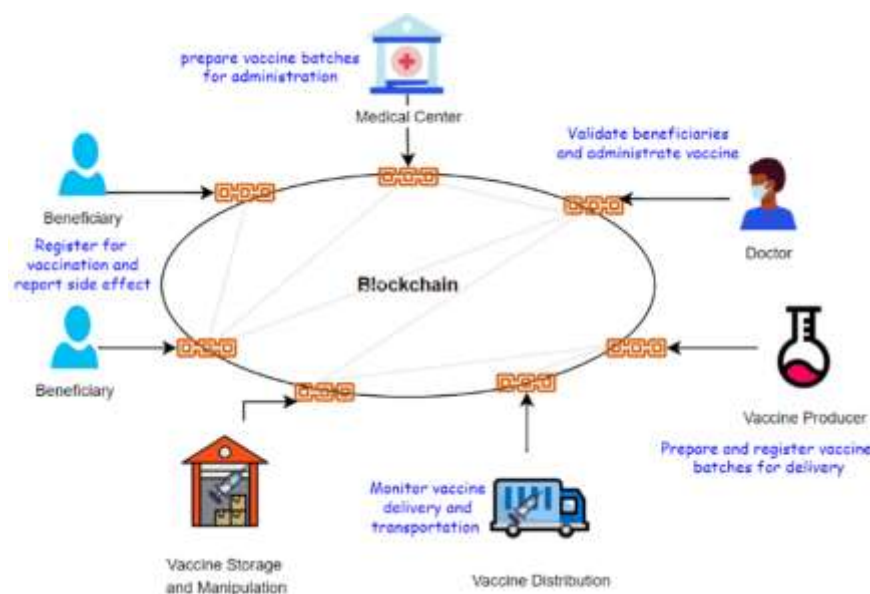 prepare vaccine batches
for administration
Medical Center
Validate beneficiaries
and administrate vaccine
Beneficiary
Doctor
Register for
vaccination and
report side effect
Blockchain
Beneficiary
Vaccine Producer
Prepare and register vaccine
batches for delivery
Monitor vaccine
delivery and
transportation
Vaccine Storage
and Manipulation
Vaccine Distribution